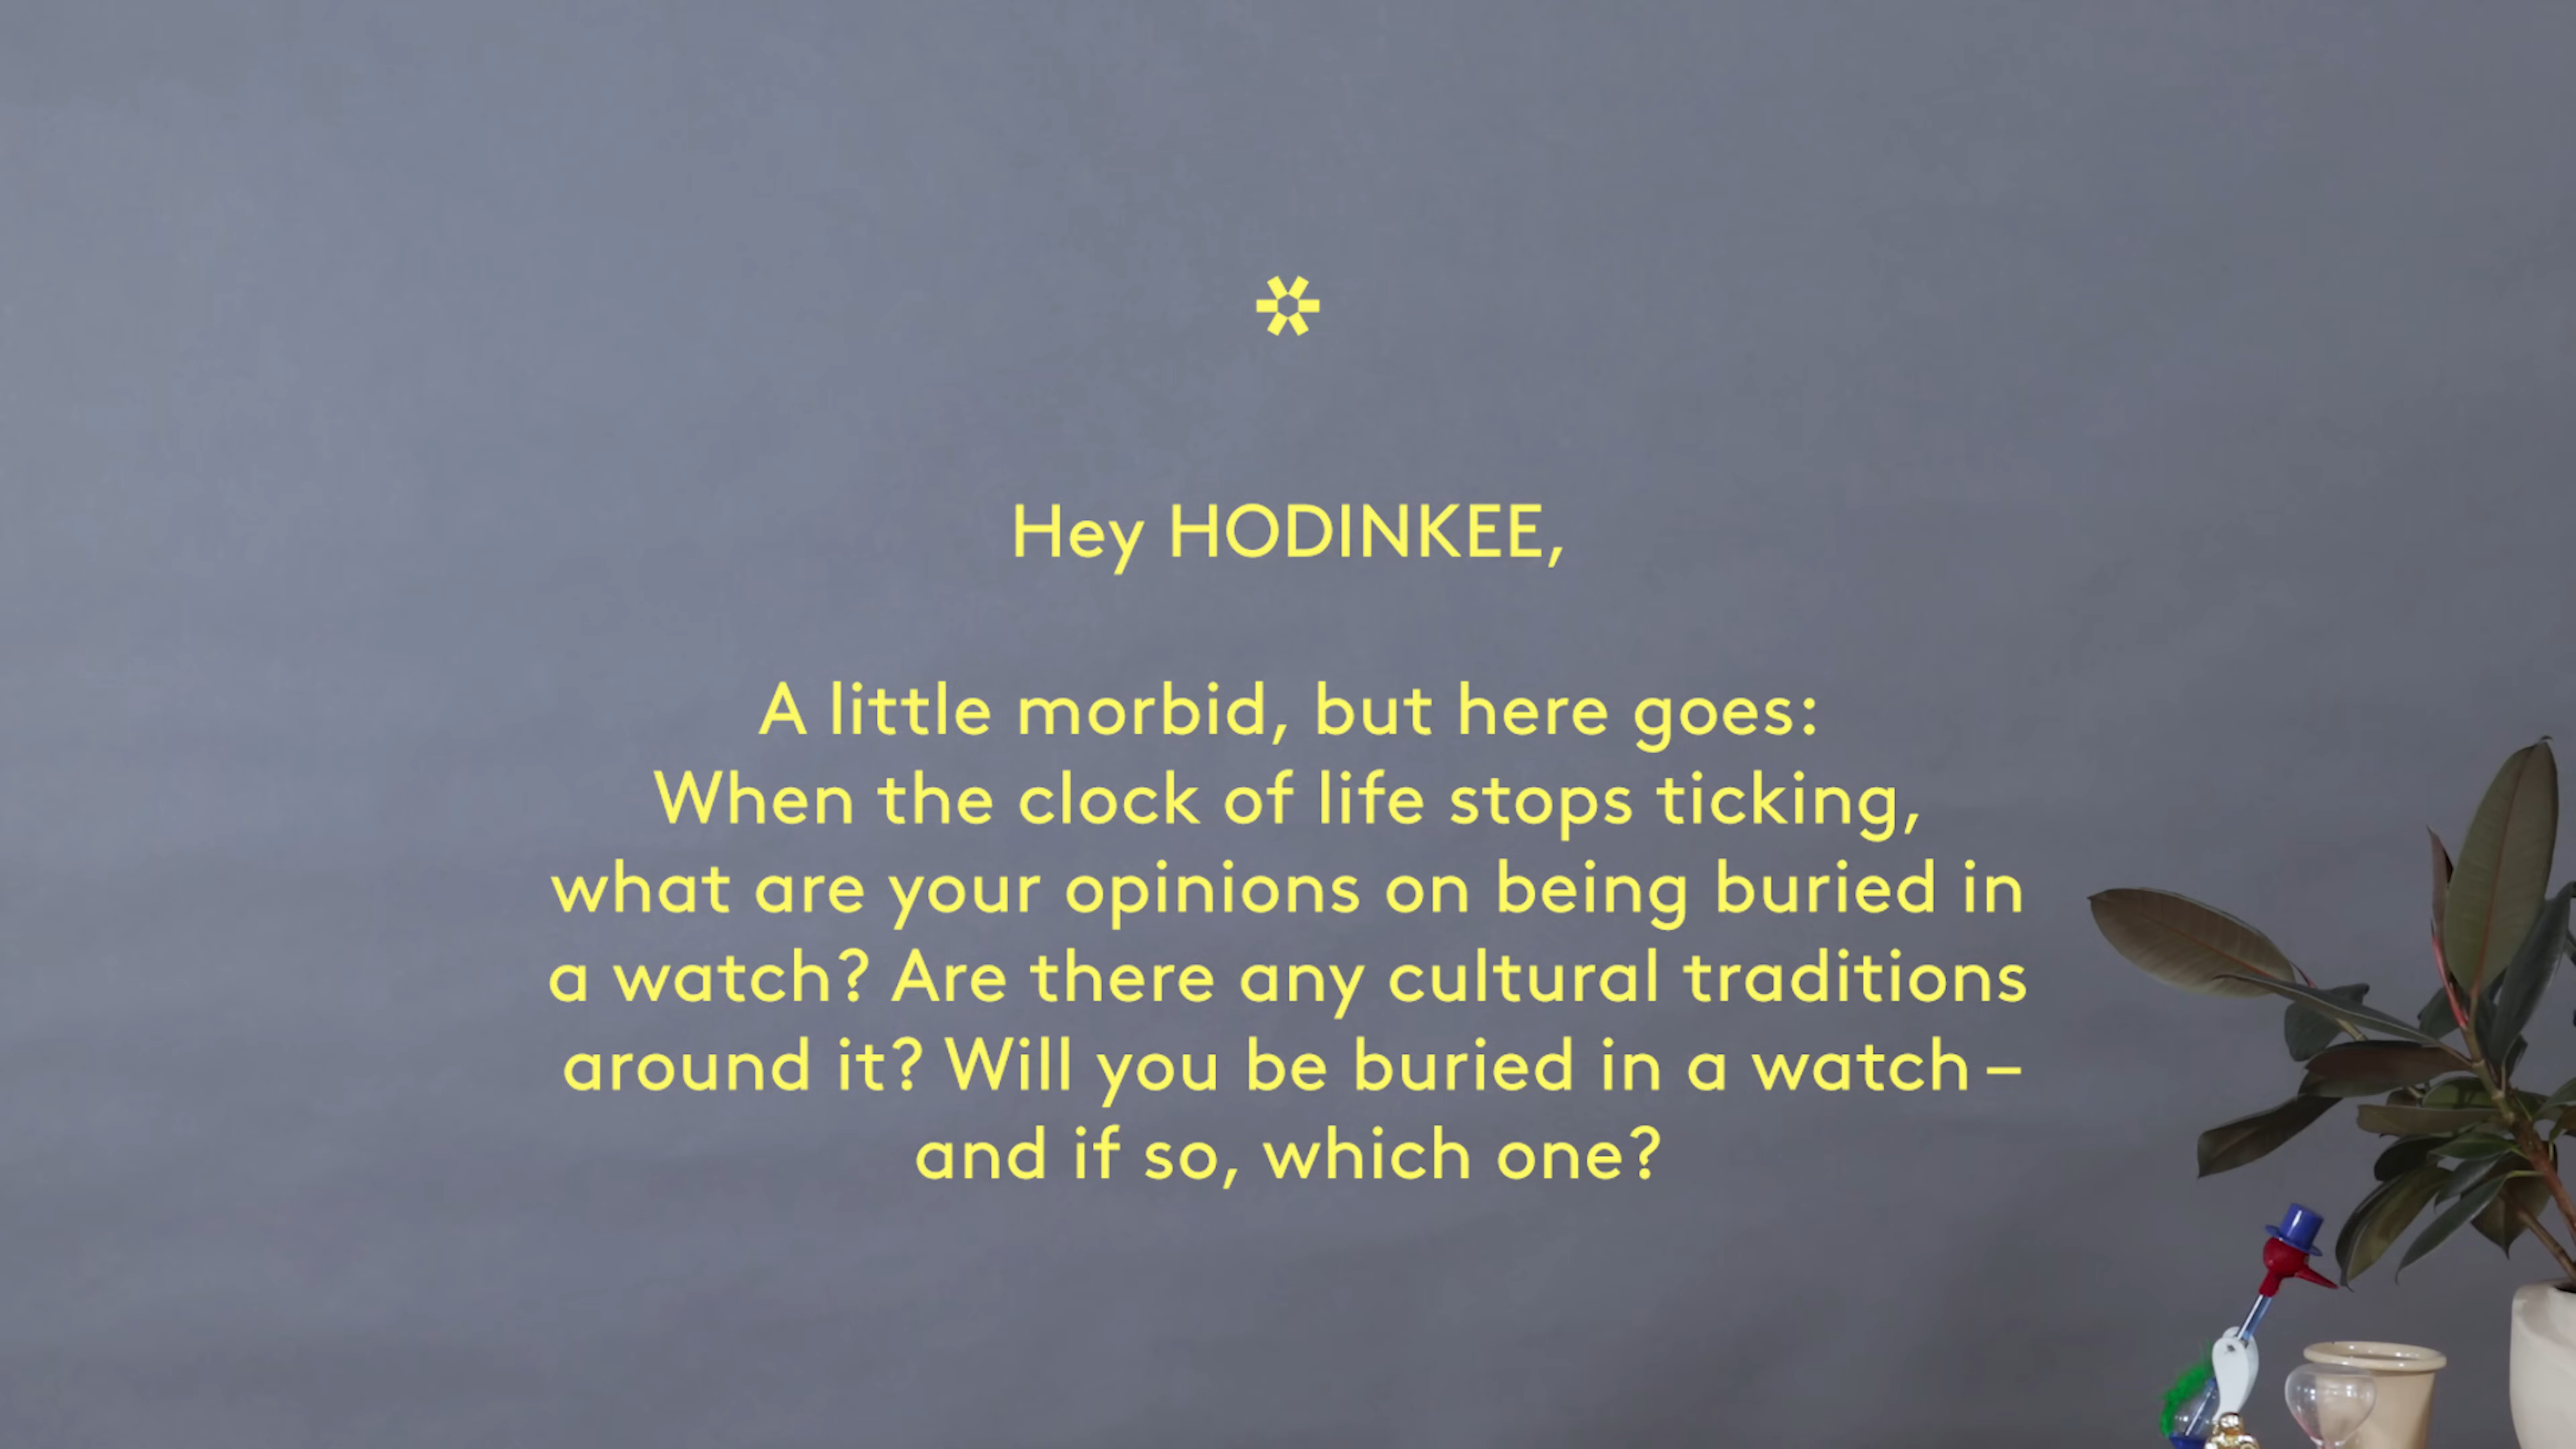 Hey HODINKEE,
A little morbid, but here goes:
When the clock of life stops ticking,
what are your opinions on being buried in
a watch? Are there any cultural traditions
around it? Will you be buried in a watch –
and if so, which one?